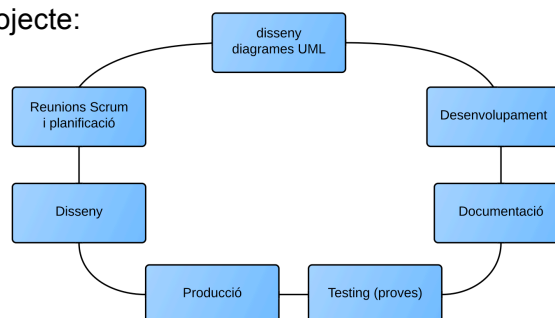 ojecte:
disseny
diagrames UML
Reunions Scrum
i planificació
Desenvolupament
Disseny
Documentació
Producció
Testing (proves)